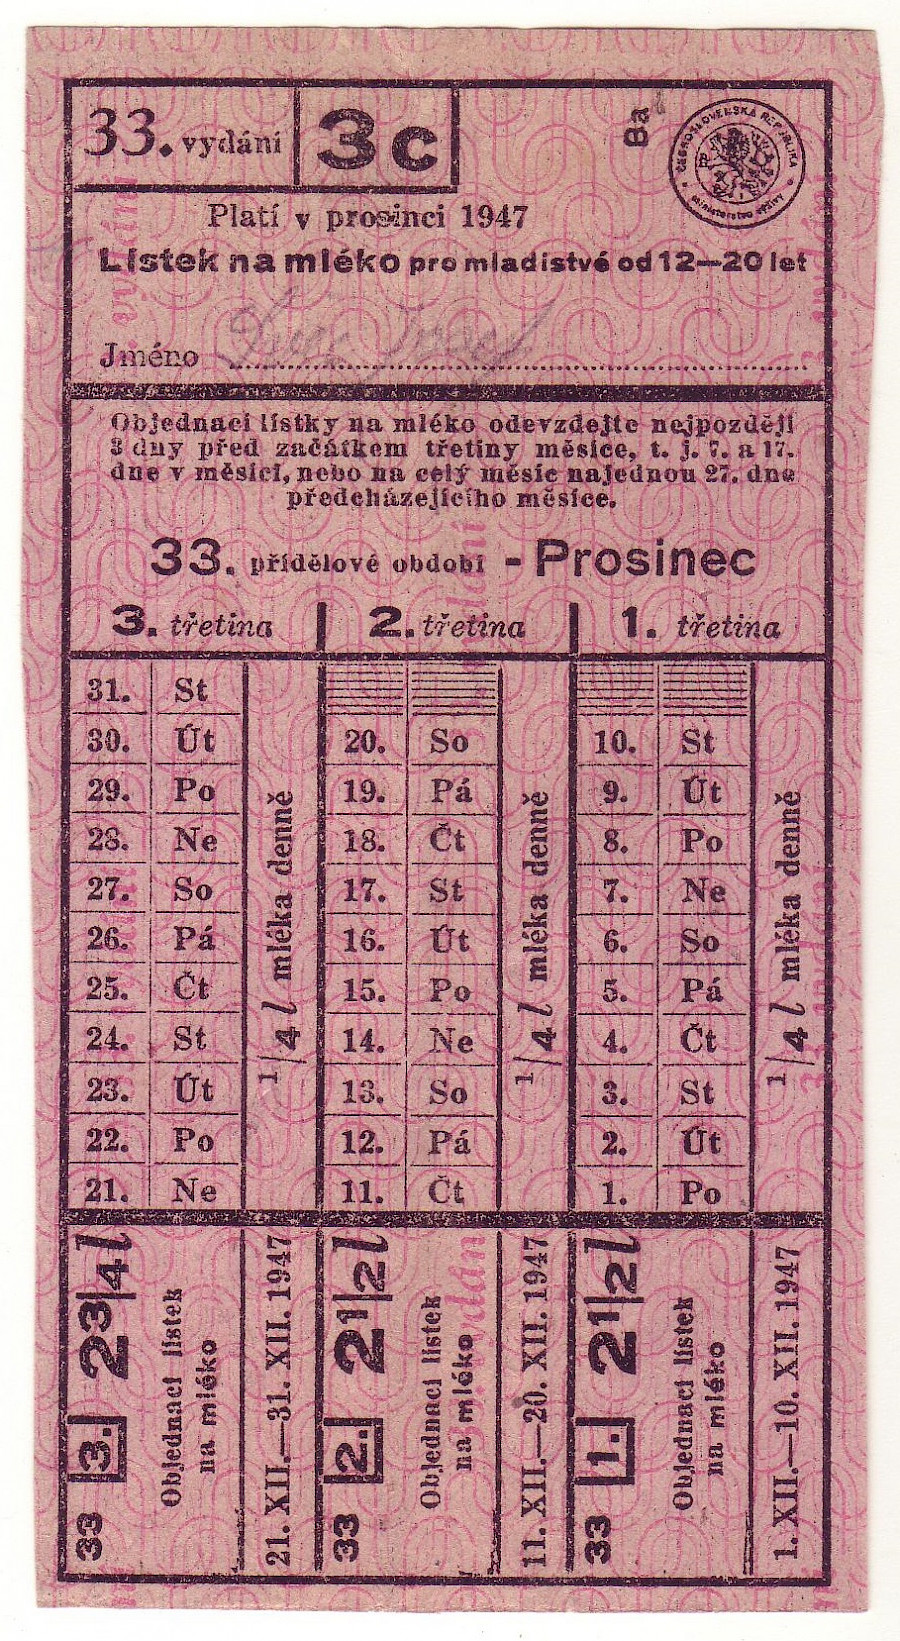 33. vydání
3c
Ba
ČESKOSLOVENSKÁ REPUBLIKA
ministerstvo výživy
Platí v prosinci 1947
Lístek na mléko pro mladistvé od 12—20 let
Jméno
Objednací lístky na mléko odevzdejte nejpozději
3 dny před začátkem třetiny měsíce, t. j. 7. a 17.
dne v měsíci, nebo na celý měsíc najednou 27. dne
předcházejícího měsíce.
33. přídělové období - Prosinec
3. třetina 2. třetina 1. třetina
31. St
30. Út 20. So 10. St
29. Po 19. Pá 9. Út
28. Ne 18. Čt 8. Po
27. So 17. St 7. Ne
26. Pá 16. Út 6. So
25. Čt 15. Po 5. Pá
24. St 14. Ne 4. Čt
23. Út 13. So 3. St
22. Po 12. Pá 2. Út
21. Ne 11. Čt 1. Po
1/4 l mléka denně
1/4 l mléka denně
1/4 l mléka denně
33 3. 2 3/4 l
Objednací lístek
na mléko
21. XII.—31. XII. 1947
33 2. 2 1/2 l
Objednací lístek
na mléko
11. XII.—20. XII. 1947
33 1. 2 1/2 l
Objednací lístek
na mléko
1. XII.—10. XII. 1947